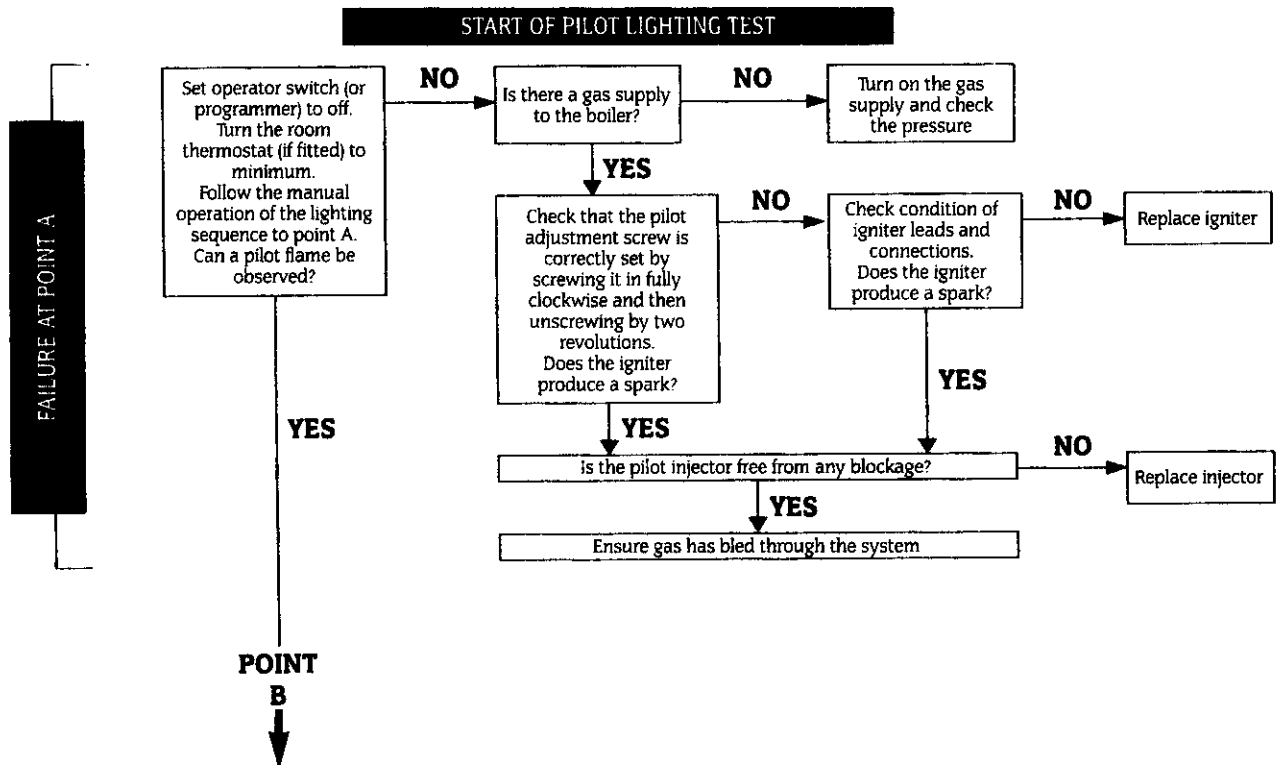 START OF PILOT LIGHTING TEST
FAILURE AT POINT A
Set operator switch (or
programmer) to off.
Turn the room
thermostat (if fitted) to
minimum.
Follow the manual
operation of the lighting
sequence to point A.
Can a pilot flame be
observed?
NO
Is there a gas supply
to the boiler?
NO
Turn on the gas
supply and check
the pressure
YES
Check that the pilot
adjustment screw is
correctly set by
screwing it in fully
clockwise and then
unscrewing by two
revolutions.
Does the igniter
produce a spark?
NO
Check condition of
igniter leads and
connections.
Does the igniter
produce a spark?
NO
Replace igniter
YES
YES
YES
Is the pilot injector free from any blockage?
NO
Replace injector
YES
Ensure gas has bled through the system
POINT
B